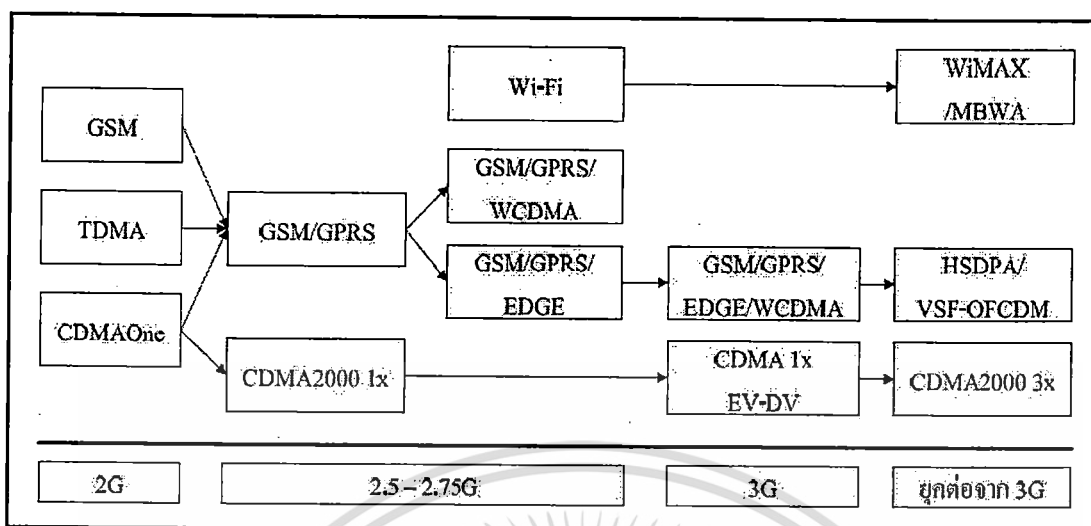 Wi-Fi
WiMAX
/MBWA
GSM
GSM/GPRS/
WCDMA
TDMA
GSM/GPRS
GSM/GPRS/
EDGE
GSM/GPRS/
EDGE/WCDMA
HSDPA/
VSF-OFCDM
CDMAOne
CDMA2000 1x
CDMA 1x
EV-DV
CDMA2000 3x
2G
2.5 – 2.75G
3G
ยุคต่อจาก 3G